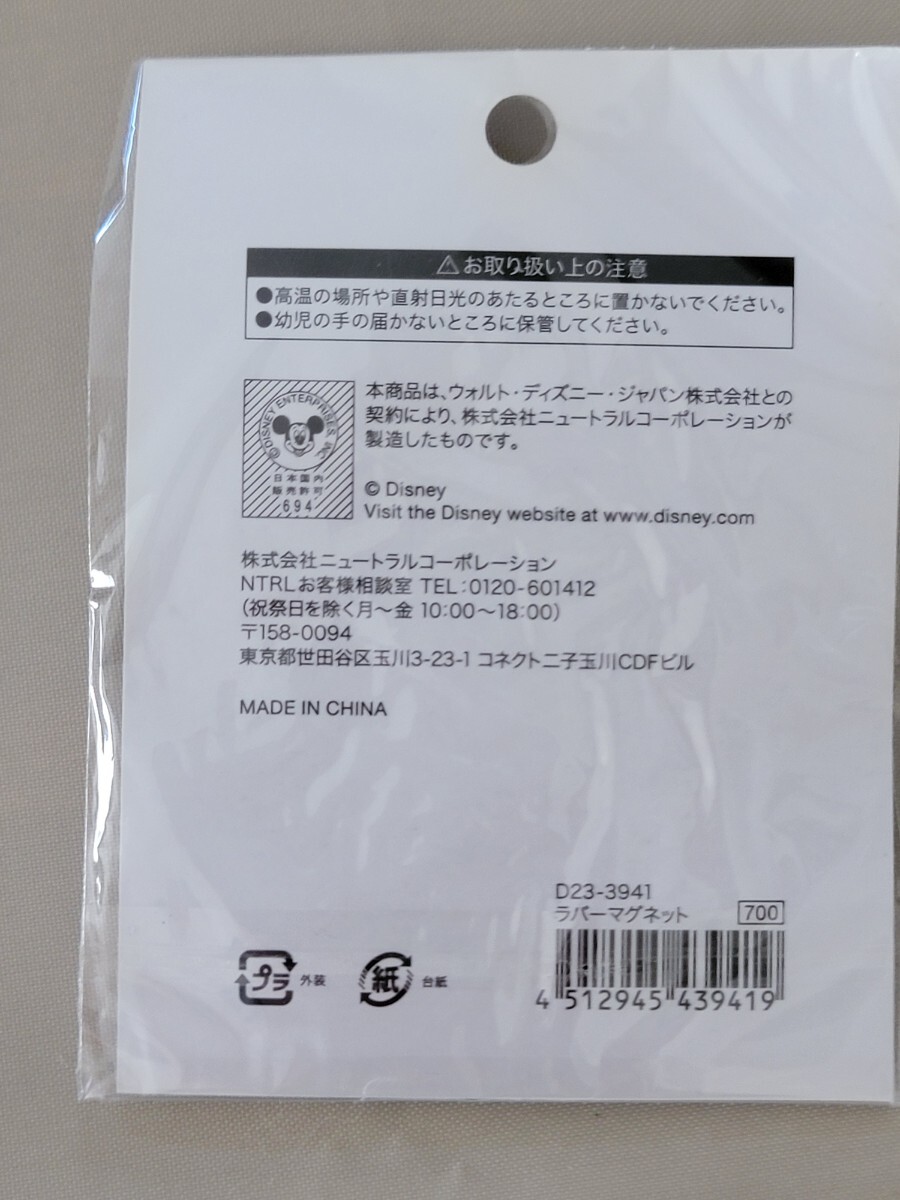 ⚠お取り扱い上の注意
●高温の場所や直射日光のあたるところに置かないでください。
●幼児の手の届かないところに保管してください。
©DISNEY ENTERPRISES, INC.
日本国内
販売許可
694
本商品は、ウォルト・ディズニー・ジャパン株式会社との
契約により、株式会社ニュートラルコーポレーションが
製造したものです。
© Disney
Visit the Disney website at www.disney.com
株式会社ニュートラルコーポレーション
NTRLお客様相談室 TEL:0120-601412
(祝祭日を除く月〜金 10:00〜18:00)
〒158-0094
東京都世田谷区玉川3-23-1 コネクト二子玉川CDFビル
MADE IN CHINA
D23-3941
ラバーマグネット 700
4 512945 439419
プラ 外装 紙 台紙